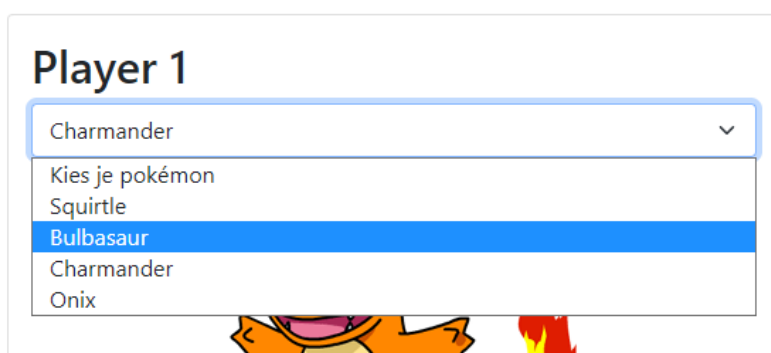 Player 1
Charmander
Kies je pokémon
Squirtle
Bulbasaur
Charmander
Onix